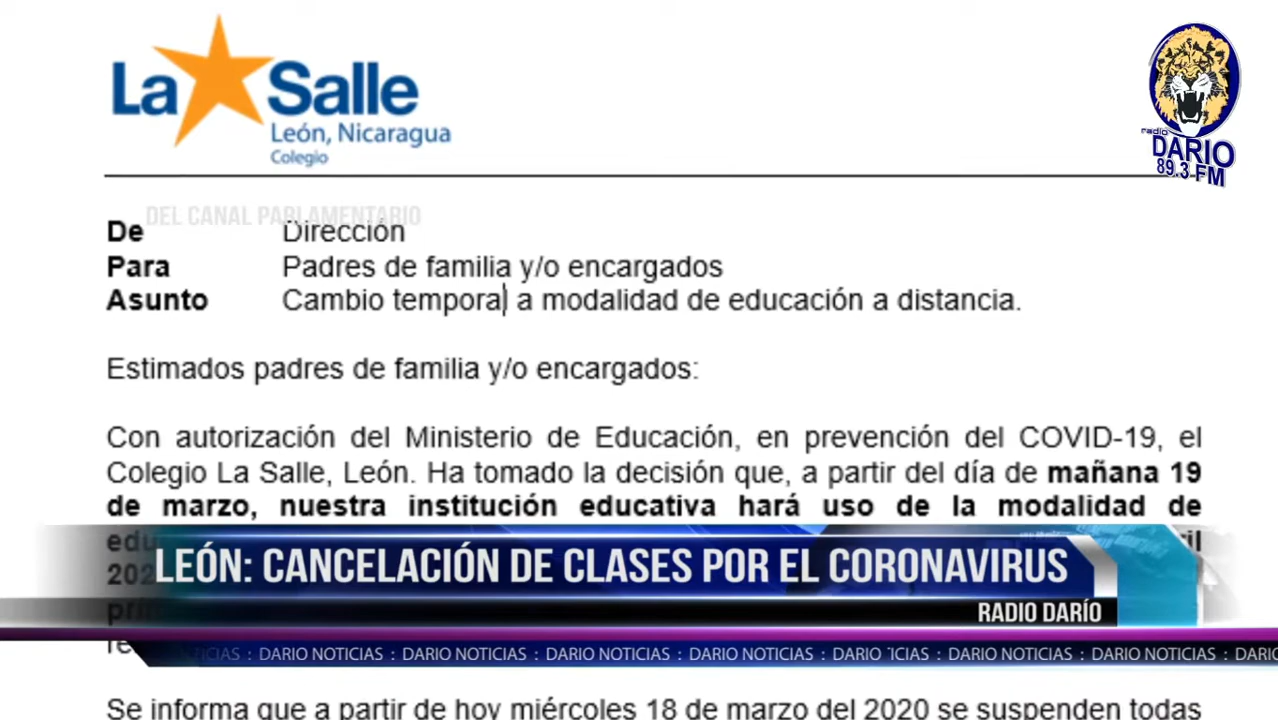 La Salle
León, Nicaragua
Colegio
radio
DARIO
89.3 FM
DEL CANAL PARLAMENTARIO
De Dirección
Para Padres de familia y/o encargados
Asunto Cambio temporal a modalidad de educación a distancia.
Estimados padres de familia y/o encargados:
Con autorización del Ministerio de Educación, en prevención del COVID-19, el
Colegio La Salle, León. Ha tomado la decisión que, a partir del día de mañana 19
de marzo, nuestra institución educativa hará uso de la modalidad de
LEÓN: CANCELACIÓN DE CLASES POR EL CORONAVIRUS
RADIO DARÍO
: DARIO NOTICIAS : DARIO NOTICIAS : DARIO NOTICIAS : DARIO NOTICIAS : DARIO : DARIO NOTICIAS : DARIO NOTICIAS :
Se informa que a partir de hoy miércoles 18 de marzo del 2020 se suspenden todas